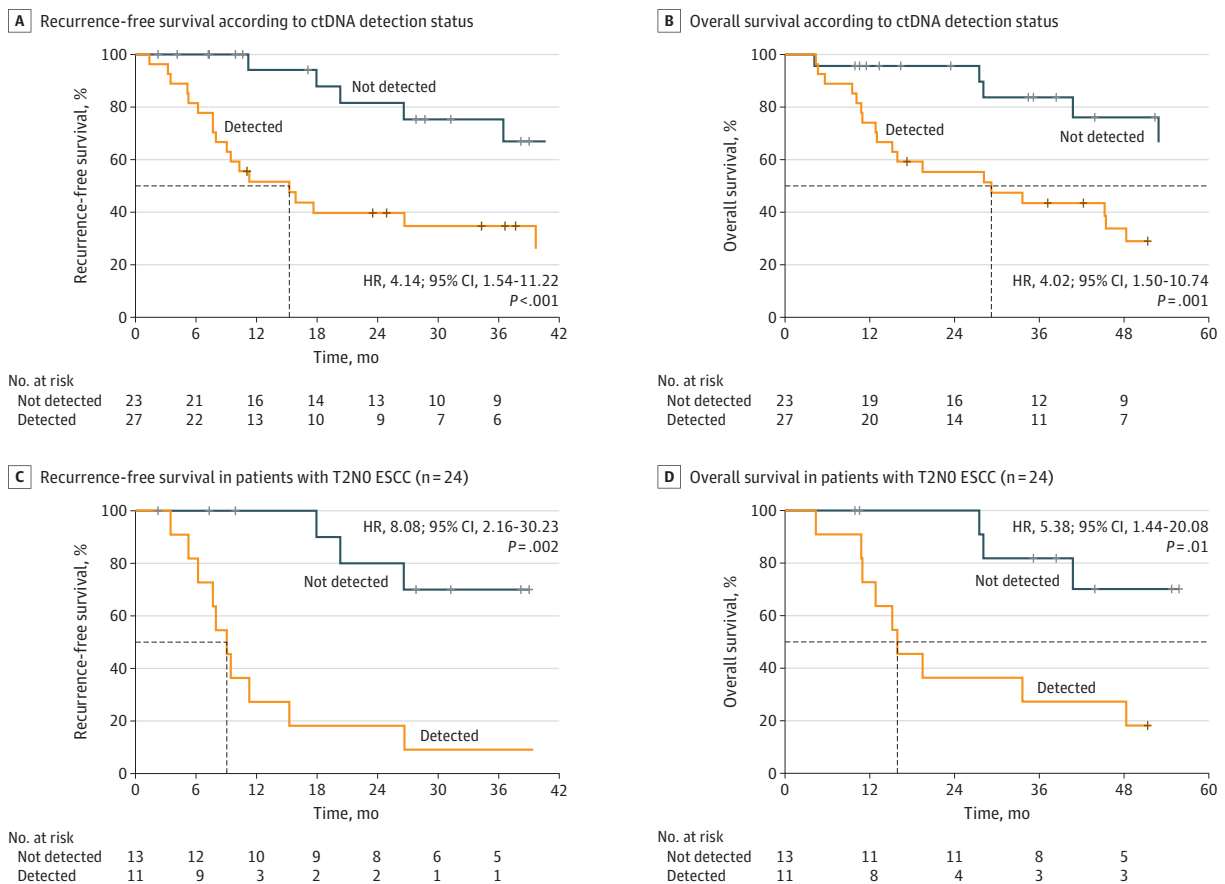 A Recurrence-free survival according to ctDNA detection status
Recurrence-free survival, %
100
80
60
40
20
0
Not detected
Detected
HR, 4.14; 95% CI, 1.54-11.22
P<.001
0 6 12 18 24 30 36 42
Time, mo
No. at risk
Not detected 23 21 16 14 13 10 9
Detected 27 22 13 10 9 7 6
B Overall survival according to ctDNA detection status
Overall survival, %
100
80
60
40
20
0
Detected
Not detected
HR, 4.02; 95% CI, 1.50-10.74
P=.001
0 12 24 36 48 60
Time, mo
No. at risk
Not detected 23 19 16 12 9
Detected 27 20 14 11 7
C Recurrence-free survival in patients with T2N0 ESCC (n=24)
Recurrence-free survival, %
100
80
60
40
20
0
HR, 8.08; 95% CI, 2.16-30.23
P=.002
Not detected
Detected
0 6 12 18 24 30 36 42
Time, mo
No. at risk
Not detected 13 12 10 9 8 6 5
Detected 11 9 3 2 2 1 1
D Overall survival in patients with T2N0 ESCC (n=24)
Overall survival, %
100
80
60
40
20
0
HR, 5.38; 95% CI, 1.44-20.08
P=.01
Not detected
Detected
0 12 24 36 48 60
Time, mo
No. at risk
Not detected 13 11 11 8 5
Detected 11 8 4 3 3